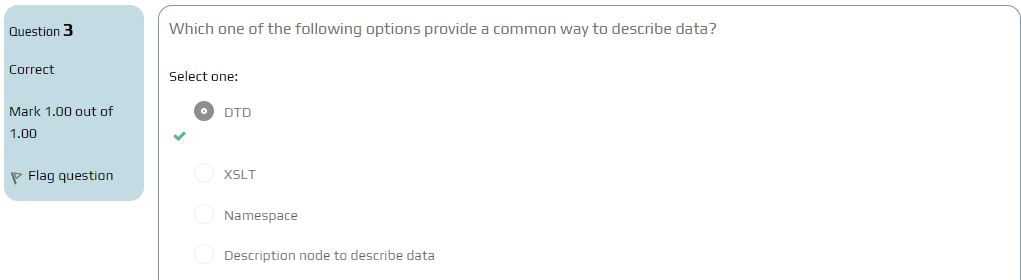 Question 3
Correct
Mark 1.00 out of
1.00
Flag question
Which one of the following options provide a common way to describe data?
Select one:
DTD
XSLT
Namespace
Description node to describe data